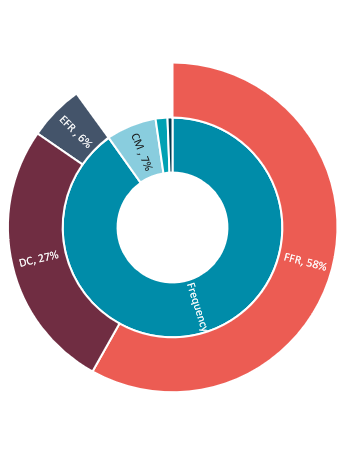 EFR , 6%
CM , 7%
DC, 27%
FFR, 58%
Frequency